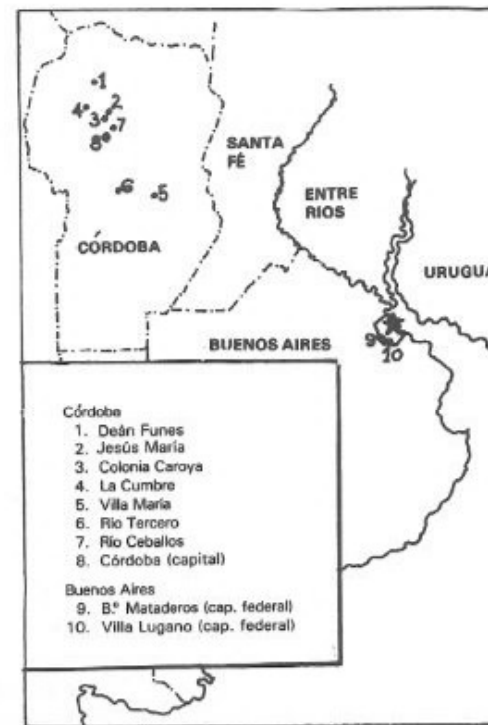 1
2
4
3
7
8
SANTA
FÉ
6
5
ENTRE
RIOS
CÓRDOBA
URUGUA
BUENOS AIRES
9
10
Córdoba
1. Deán Funes
2. Jesús María
3. Colonia Caroya
4. La Cumbre
5. Villa María
6. Rio Tercero
7. Río Ceballos
8. Córdoba (capital)
Buenos Aires
9. B.º Mataderos (cap. federal)
10. Villa Lugano (cap. federal)